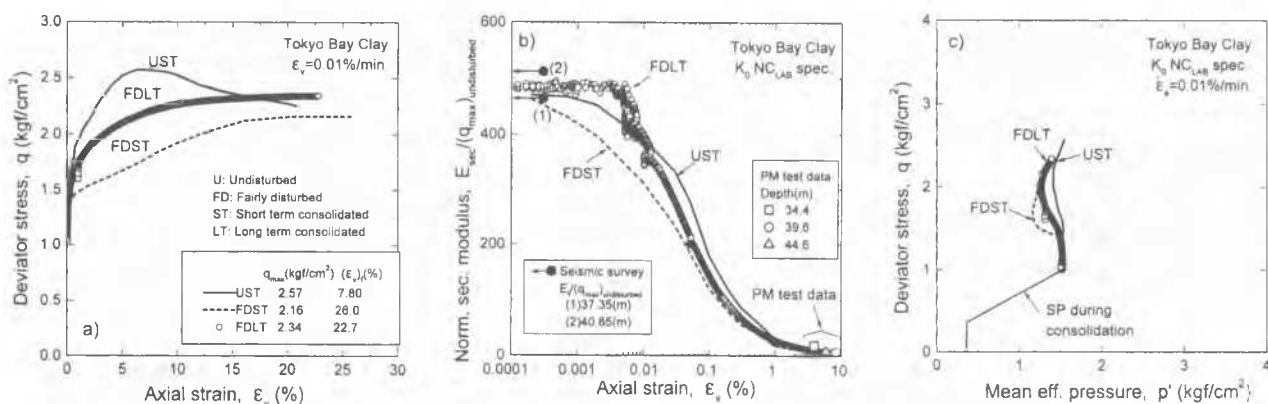 a)
3.0
2.5
2.0
1.5
1.0
0.5
0.0
Deviator stress, q (kgf/cm²)
Tokyo Bay Clay
ε̇ᵥ=0.01%/min
UST
FDLT
FDST
U: Undisturbed
FD: Fairly disturbed
ST: Short term consolidated
LT: Long term consolidated
qmax(kgf/cm²) (εᵥ)f(%)
UST 2.57 7.80
FDST 2.16 26.0
FDLT 2.34 22.7
0 5 10 15 20 25 30
Axial strain, εᵥ (%)
b)
600
400
200
0
Norm. sec. modulus, Esec/(qmax)undisturbed
Tokyo Bay Clay
K₀ NCLAB spec.
(2)
FDLT
(1)
FDST
UST
PM test data
Depth(m)
34.4
39.6
44.6
Seismic survey
Ef/(qmax)undisturbed
(1)37.35(m)
(2)40.65(m)
PM test data
0.0001 0.001 0.01 0.1 1 10
Axial strain, εₐ (%)
c)
4
3
2
1
0
Deviator stress, q (kgf/cm²)
Tokyo Bay Clay
K₀ NCLAB spec.
ε̇ₐ=0.01%/min
FDLT
UST
FDST
SP during
consolidation
0 1 2 3 4
Mean eff. pressure, p' (kgf/cm²)